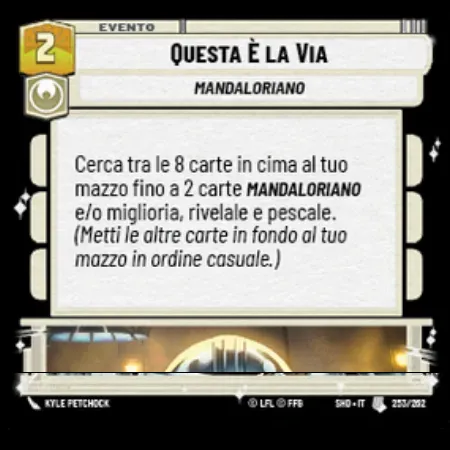 EVENTO
2
QUESTA È LA VIA
MANDALORIANO
Cerca tra le 8 carte in cima al tuo
mazzo fino a 2 carte MANDALORIANO
e/o miglioria, rivelale e pescale.
(Metti le altre carte in fondo al tuo
mazzo in ordine casuale.)
KYLE PETCHOCK © LFL © FFG SHD • IT 253/262